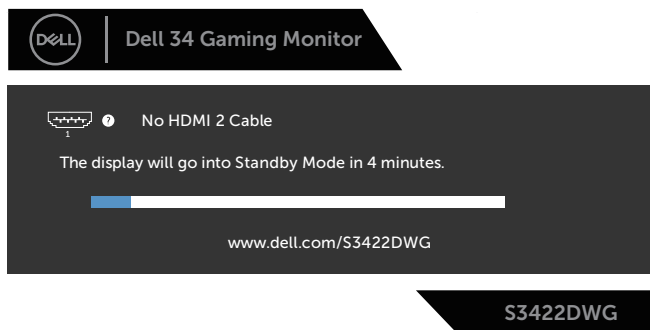 DELL
Dell 34 Gaming Monitor
? No HDMI 2 Cable
1
The display will go into Standby Mode in 4 minutes.
www.dell.com/S3422DWG
S3422DWG